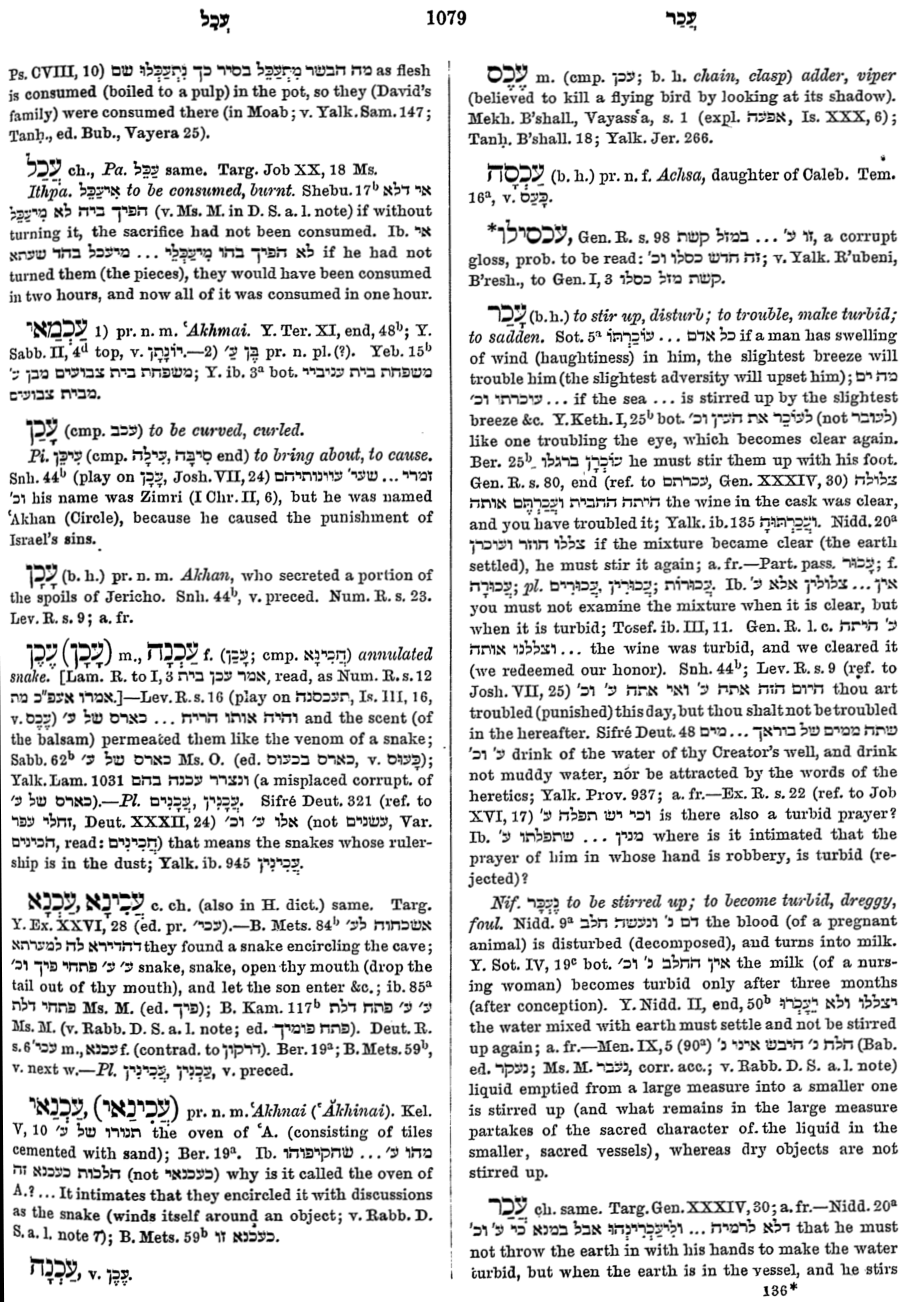 עָכַל
1079
עָכַר
Ps. CVIII, 10) מה הבשר מִתְעַכֵּל בסיר כך נִתְעַכְּלוּ שם as flesh
is consumed (boiled to a pulp) in the pot, so they (David's
family) were consumed there (in Moab; v. Yalk. Sam. 147;
Tanḥ., ed. Bub., Vayera 25).
עֲכַל ch., Pa. עַכֵּל same. Targ. Job XX, 18 Ms.
Ithpa. אִיעַכֵּל to be consumed, burnt. Shebu. 17b אי דלא
הפיך ביה לא מִיעַכֵּל (v. Ms. M. in D. S. a. l. note) if without
turning it, the sacrifice had not been consumed. Ib. אי
לא הפיך בהו מִיעַכְּלֵי ... מיעכל בחד שעתא if he had not
turned them (the pieces), they would have been consumed
in two hours, and now all of it was consumed in one hour.
עַכְמַאי 1) pr. n. m. ʿAkhmai. Y. Ter. XI, end, 48b; Y.
Sabb. II, 4d top, v. יוֹנָתָן.—2) בֶּן עַ׳ pr. n. pl.(?). Yeb. 15b
משפחת בית צבועים מבן ע׳; Y. ib. 3a bot. משפחת בית עניביי
מבית צבועים.
עָכַן (cmp. עכב) to be curved, curled.
Pi. עִיכֵּן (cmp. סִיבָּה, עִילָּה end) to bring about, to cause.
Snh. 44b (play on עָכָן, Josh. VII, 24) זמרי ... שעי׳ עוונותיהם
וכ׳ his name was Zimri (I Chr. II, 6), but he was named
ʿAkhan (Circle), because he caused the punishment of
Israel's sins.
עָכָן (b. h.) pr. n. m. Akhan, who secreted a portion of
the spoils of Jericho. Snh. 44b, v. preced. Num. R. s. 23.
Lev. R. s. 9; a. fr.
עֶכֶן (עָכָן) m., עַכְנָה f. (עָכַן; cmp. חֲכִינָא) annulated
snake. [Lam. R. to I, 3 אמר עכן בית, read, as Num. R. s. 12
אמרו אעפ״כ מת.]—Lev. R. s. 16 (play on תעכסנה, Is. III, 16,
v. עֶכֶס) והיה אותו הריח ... כארס של ע׳ and the scent (of
the balsam) permeated them like the venom of a snake;
Sabb. 62b כארס של ע׳ Ms. O. (ed. כארס בכעוס, v. כָּעוּס);
Yalk. Lam. 1031 ונצרר עכנה בהם (a misplaced corrupt. of
כארס של ע׳).—Pl. עֲכָנִין, עֲכָנִים. Sifré Deut. 321 (ref. to
זחלי עפר, Deut. XXXII, 24) אלו ע׳ וכ׳ (not עשנים, Var.
חכינים, read: חֲכִינִים) that means the snakes whose ruler-
ship is in the dust; Yalk. ib. 945 עֲכִינִין.
עֲכִינָא, עַכְנָא c. ch. (also in H. dict.) same. Targ.
Y. Ex. XXVI, 28 (ed. pr. עכי׳).—B. Mets. 84b אשכחוה לע׳
דהדירא לה למערתא they found a snake encircling the cave;
ע׳ ע׳ פתחי פיך וכ׳ snake, snake, open thy mouth (drop the
tail out of thy mouth), and let the son enter &c.; ib. 85a
פתחי דלת Ms. M. (ed. פיך); B. Kam. 117b ע׳ ע׳ פתח דלת
Ms. M. (v. Rabb. D. S. a. l. note; ed. פתח פומיך). Deut. R.
s. 6 עכי׳ m., עכנא f. (contrad. to דרקון). Ber. 19a; B. Mets. 59b,
v. next w.—Pl. עַכְנִין, עֲכִינִין, v. preced.
עַכְנַאי, (עֲכִינַאי) pr. n. m. ʿAkhnai (ʿĂkhinai). Kel.
V, 10 תנורו של ע׳ the oven of ʿA. (consisting of tiles
cemented with sand); Ber. 19a. Ib. מהו ע׳... שהקיפוהו
הלכות כעכנא זה (not כעכנאי) why is it called the oven of
A.? ... It intimates that they encircled it with discussions
as the snake (winds itself around an object; v. Rabb. D.
S. a. l. note 7); B. Mets. 59b כעכנא זו.
עַכְנָה, v. עֶכֶן.
עֶכֶס m. (cmp. עכן; b. h. chain, clasp) adder, viper
(believed to kill a flying bird by looking at its shadow).
Mekh. B'shall., Vayass'a, s. 1 (expl. אפעה, Is. XXX, 6);
Tanḥ. B'shall. 18; Yalk. Jer. 266.
עַכְסָה (b. h.) pr. n. f. Achsa, daughter of Caleb. Tem.
16a, v. כָּעַס.
*עכסילו, Gen. R. s. 98 זו ע׳ ... במזל קשת, a corrupt
gloss, prob. to be read: זה חדש כסלו וכ׳; v. Yalk. R'ubeni,
B'resh., to Gen. I, 3 קשת מזל כסלו.
עָכַר (b. h.) to stir up, disturb; to trouble, make turbid;
to sadden. Sot. 5a כל אדם ... עוֹכַרְתּוֹ if a man has swelling
of wind (haughtiness) in him, the slightest breeze will
trouble him (the slightest adversity will upset him); מה ים
... עוכרתו וכ׳ if the sea ... is stirred up by the slightest
breeze &c. Y. Keth. I, 25b bot. לעוֹכֵר את העין וכ׳ (not לעובר)
like one troubling the eye, which becomes clear again.
Ber. 25b עוֹכְרָן ברגלו he must stir them up with his foot.
Gen. R. s. 80, end (ref. to עכרתם, Gen. XXXIV, 30) צלולה
היתה החבית וַעֲכַרְתֶּם אותה the wine in the cask was clear,
and you have troubled it; Yalk. ib. 135 וַעֲכַרְתּוּהָ. Nidd. 20a
צללו חוזר ועוכרן if the mixture became clear (the earth
settled), he must stir it again; a. fr.—Part. pass. עָכוּר; f.
עֲכוּרָה; pl. עֲכוּרִים, עֲכוּרִין; עֲכוּרוֹת. Ib. אין ... צלולין אלא ע׳
you must not examine the mixture when it is clear, but
when it is turbid; Tosef. ib. III, 11. Gen. R. l. c. ע׳ היתה
... וצללנו אותה the wine was turbid, and we cleared it
(we redeemed our honor). Snh. 44b; Lev. R. s. 9 (ref. to
Josh. VII, 25) היום הזה אתה ע׳ ואי אתה ע׳ וכ׳ thou art
troubled (punished) this day, but thou shalt not be troubled
in the hereafter. Sifré Deut. 48 שתה ממים של בוראך ... מים
ע׳ וכ׳ drink of the water of thy Creator's well, and drink
not muddy water, nor be attracted by the words of the
heretics; Yalk. Prov. 937; a. fr.—Ex. R. s. 22 (ref. to Job
XVI, 17) וכי יש תפלה ע׳ is there also a turbid prayer?
Ib. מנין ... שתפלתו ע׳ where is it intimated that the
prayer of him in whose hand is robbery, is turbid (re-
jected)?
Nif. נֶעְכָּר to be stirred up; to become turbid, dreggy,
foul. Nidd. 9a דם נ׳ ונעשה חלב the blood (of a pregnant
animal) is disturbed (decomposed), and turns into milk.
Y. Sot. IV, 19c bot. אין החלב נ׳ וכ׳ the milk (of a nurs-
ing woman) becomes turbid only after three months
(after conception). Y. Nidd. II, end, 50b יצללו ולא יֵעָכְרוּ
the water mixed with earth must settle and not be stirred
up again; a. fr.—Men. IX, 5 (90a) הלח נ׳ היבש אינו נ׳ (Bab.
ed. נעקר; Ms. M. נעבר, corr. acc.; v. Rabb. D. S. a. l. note)
liquid emptied from a large measure into a smaller one
is stirred up (and what remains in the large measure
partakes of the sacred character of the liquid in the
smaller, sacred vessels), whereas dry objects are not
stirred up.
עֲכַר ch. same. Targ. Gen. XXXIV, 30; a. fr.—Nidd. 20a
דלא לרמיה ... וליעַכְרִינְהוּ אבל במנא כי ע׳ וכ׳ that he must
not throw the earth in with his hands to make the water
turbid, but when the earth is in the vessel, and he stirs
136*